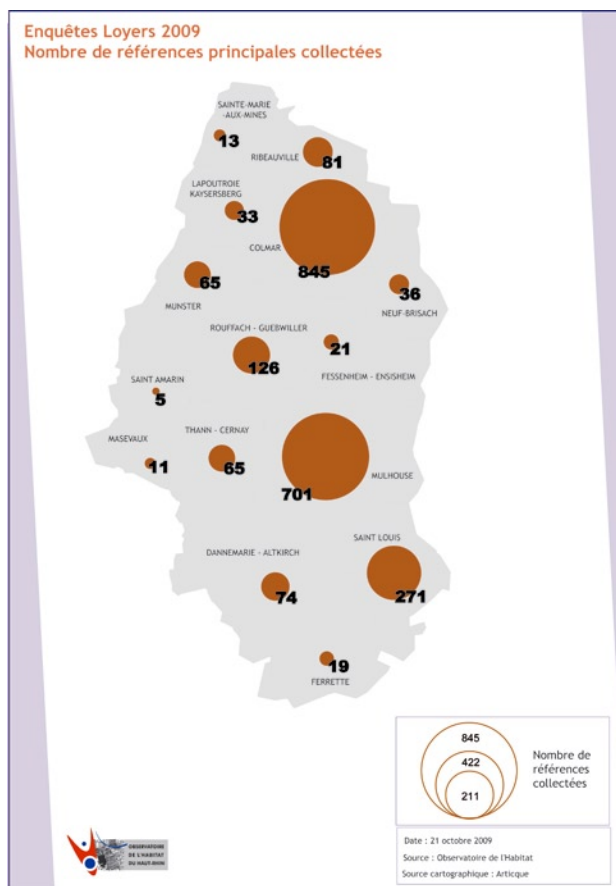 Enquêtes Loyers 2009
Nombre de références principales collectées
SAINTE-MARIE
-AUX-MINES
13
RIBEAUVILLE
81
LAPOUTROIE
KAYSERSBERG
33
COLMAR
845
65
MUNSTER
36
NEUF-BRISACH
ROUFFACH - GUEBWILLER
126
21
FESSENHEIM - ENSISHEIM
SAINT AMARIN
5
MASEVAUX
11
THANN - CERNAY
65
MULHOUSE
701
SAINT LOUIS
271
DANNEMARIE - ALTKIRCH
74
19
FERRETTE
845
422
211
Nombre de
références
collectées
Date : 21 octobre 2009
Source : Observatoire de l'Habitat
Source cartographique : Articque
OBSERVATOIRE
DE L'HABITAT
DU HAUT-RHIN